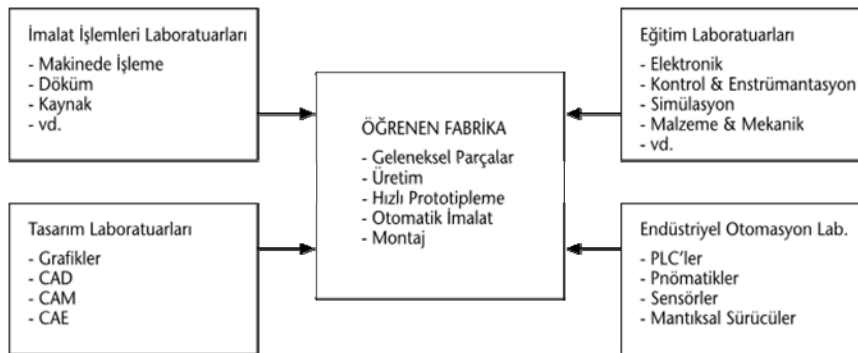 İmalat İşlemleri Laboratuarları
- Makinede İşleme
- Döküm
- Kaynak
- vd.
Tasarım Laboratuarları
- Grafikler
- CAD
- CAM
- CAE
ÖĞRENEN FABRİKA
- Geleneksel Parçalar
- Üretim
- Hızlı Prototipleme
- Otomatik İmalat
- Montaj
Eğitim Laboratuarları
- Elektronik
- Kontrol & Enstrümantasyon
- Simülasyon
- Malzeme & Mekanik
- vd.
Endüstriyel Otomasyon Lab.
- PLC'ler
- Pnömatikler
- Sensörler
- Mantıksal Sürücüler